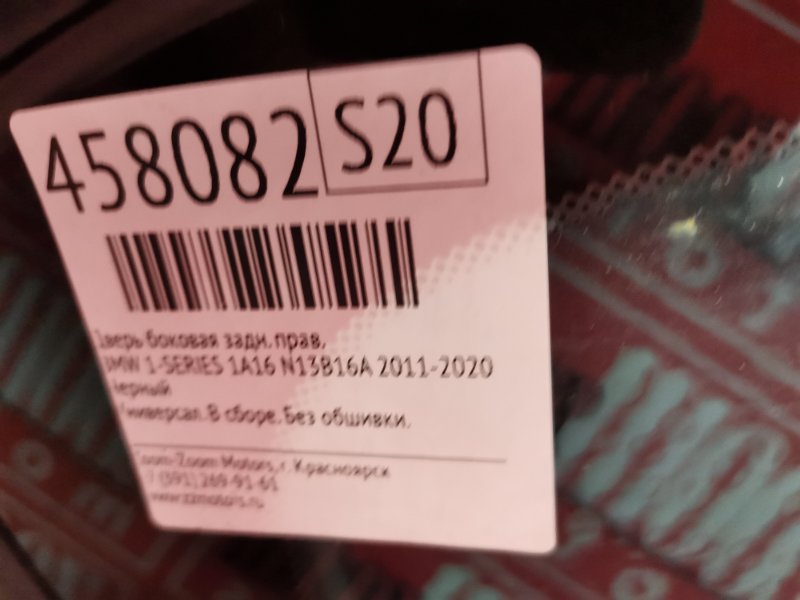 458082 S20
Дверь боковая задн. прав.
BMW 1-SERIES 1A16 N13B16A 2011-2020
Черный
Универсал. В сборе. Без обшивки.
Zoom-Zoom Motors, г. Красноярск
(391) 269-91-61
www.zzmotors.ru